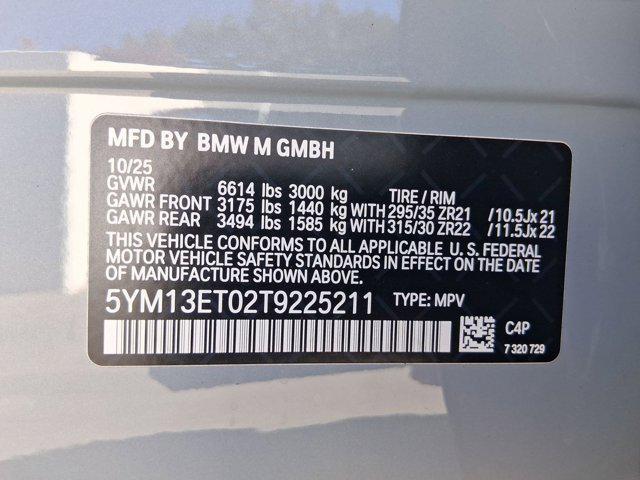 MFD BY BMW M GMBH
10/25
GVWR 6614 lbs 3000 kg TIRE / RIM
GAWR FRONT 3175 lbs 1440 kg WITH 295/35 ZR21 /10.5Jx 21
GAWR REAR 3494 lbs 1585 kg WITH 315/30 ZR22 /11.5Jx 22
THIS VEHICLE CONFORMS TO ALL APPLICABLE U. S. FEDERAL
MOTOR VEHICLE SAFETY STANDARDS IN EFFECT ON THE
DATE OF MANUFACTURE SHOWN ABOVE.
5YM13ET02T9225211 TYPE: MPV
C4P
7 320 729